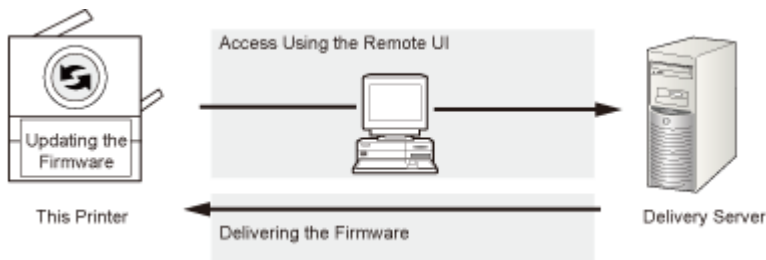 Access Using the Remote UI
Updating the
Firmware
This Printer
Delivery Server
Delivering the Firmware